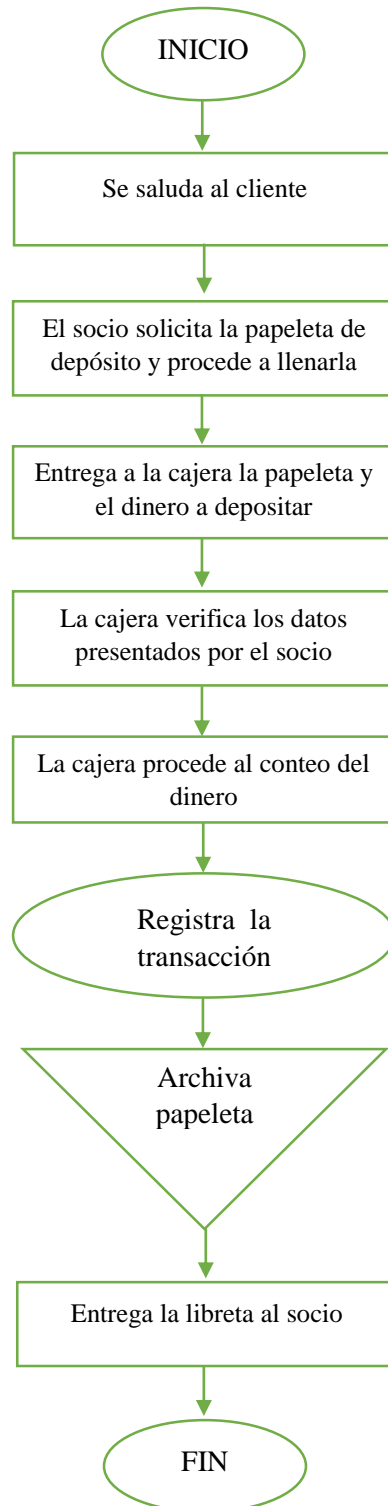 INICIO
Se saluda al cliente
El socio solicita la papeleta de
depósito y procede a llenarla
Entrega a la cajera la papeleta y
el dinero a depositar
La cajera verifica los datos
presentados por el socio
La cajera procede al conteo del
dinero
Registra la
transacción
Archiva
papeleta
Entrega la libreta al socio
FIN